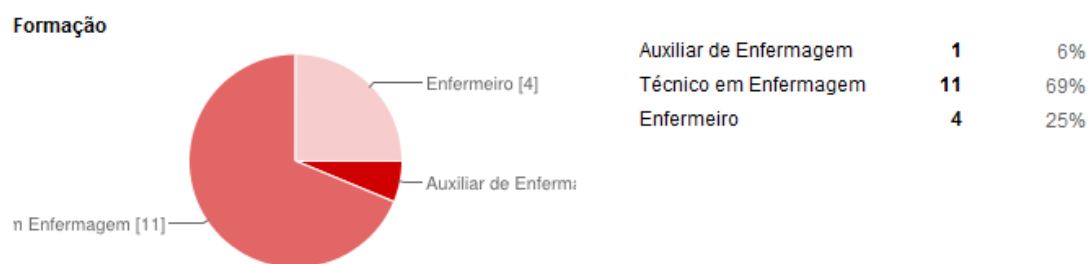 Formação
Enfermeiro [4]
Auxiliar de Enferma
m Enfermagem [11]
Auxiliar de Enfermagem 1 6%
Técnico em Enfermagem 11 69%
Enfermeiro 4 25%